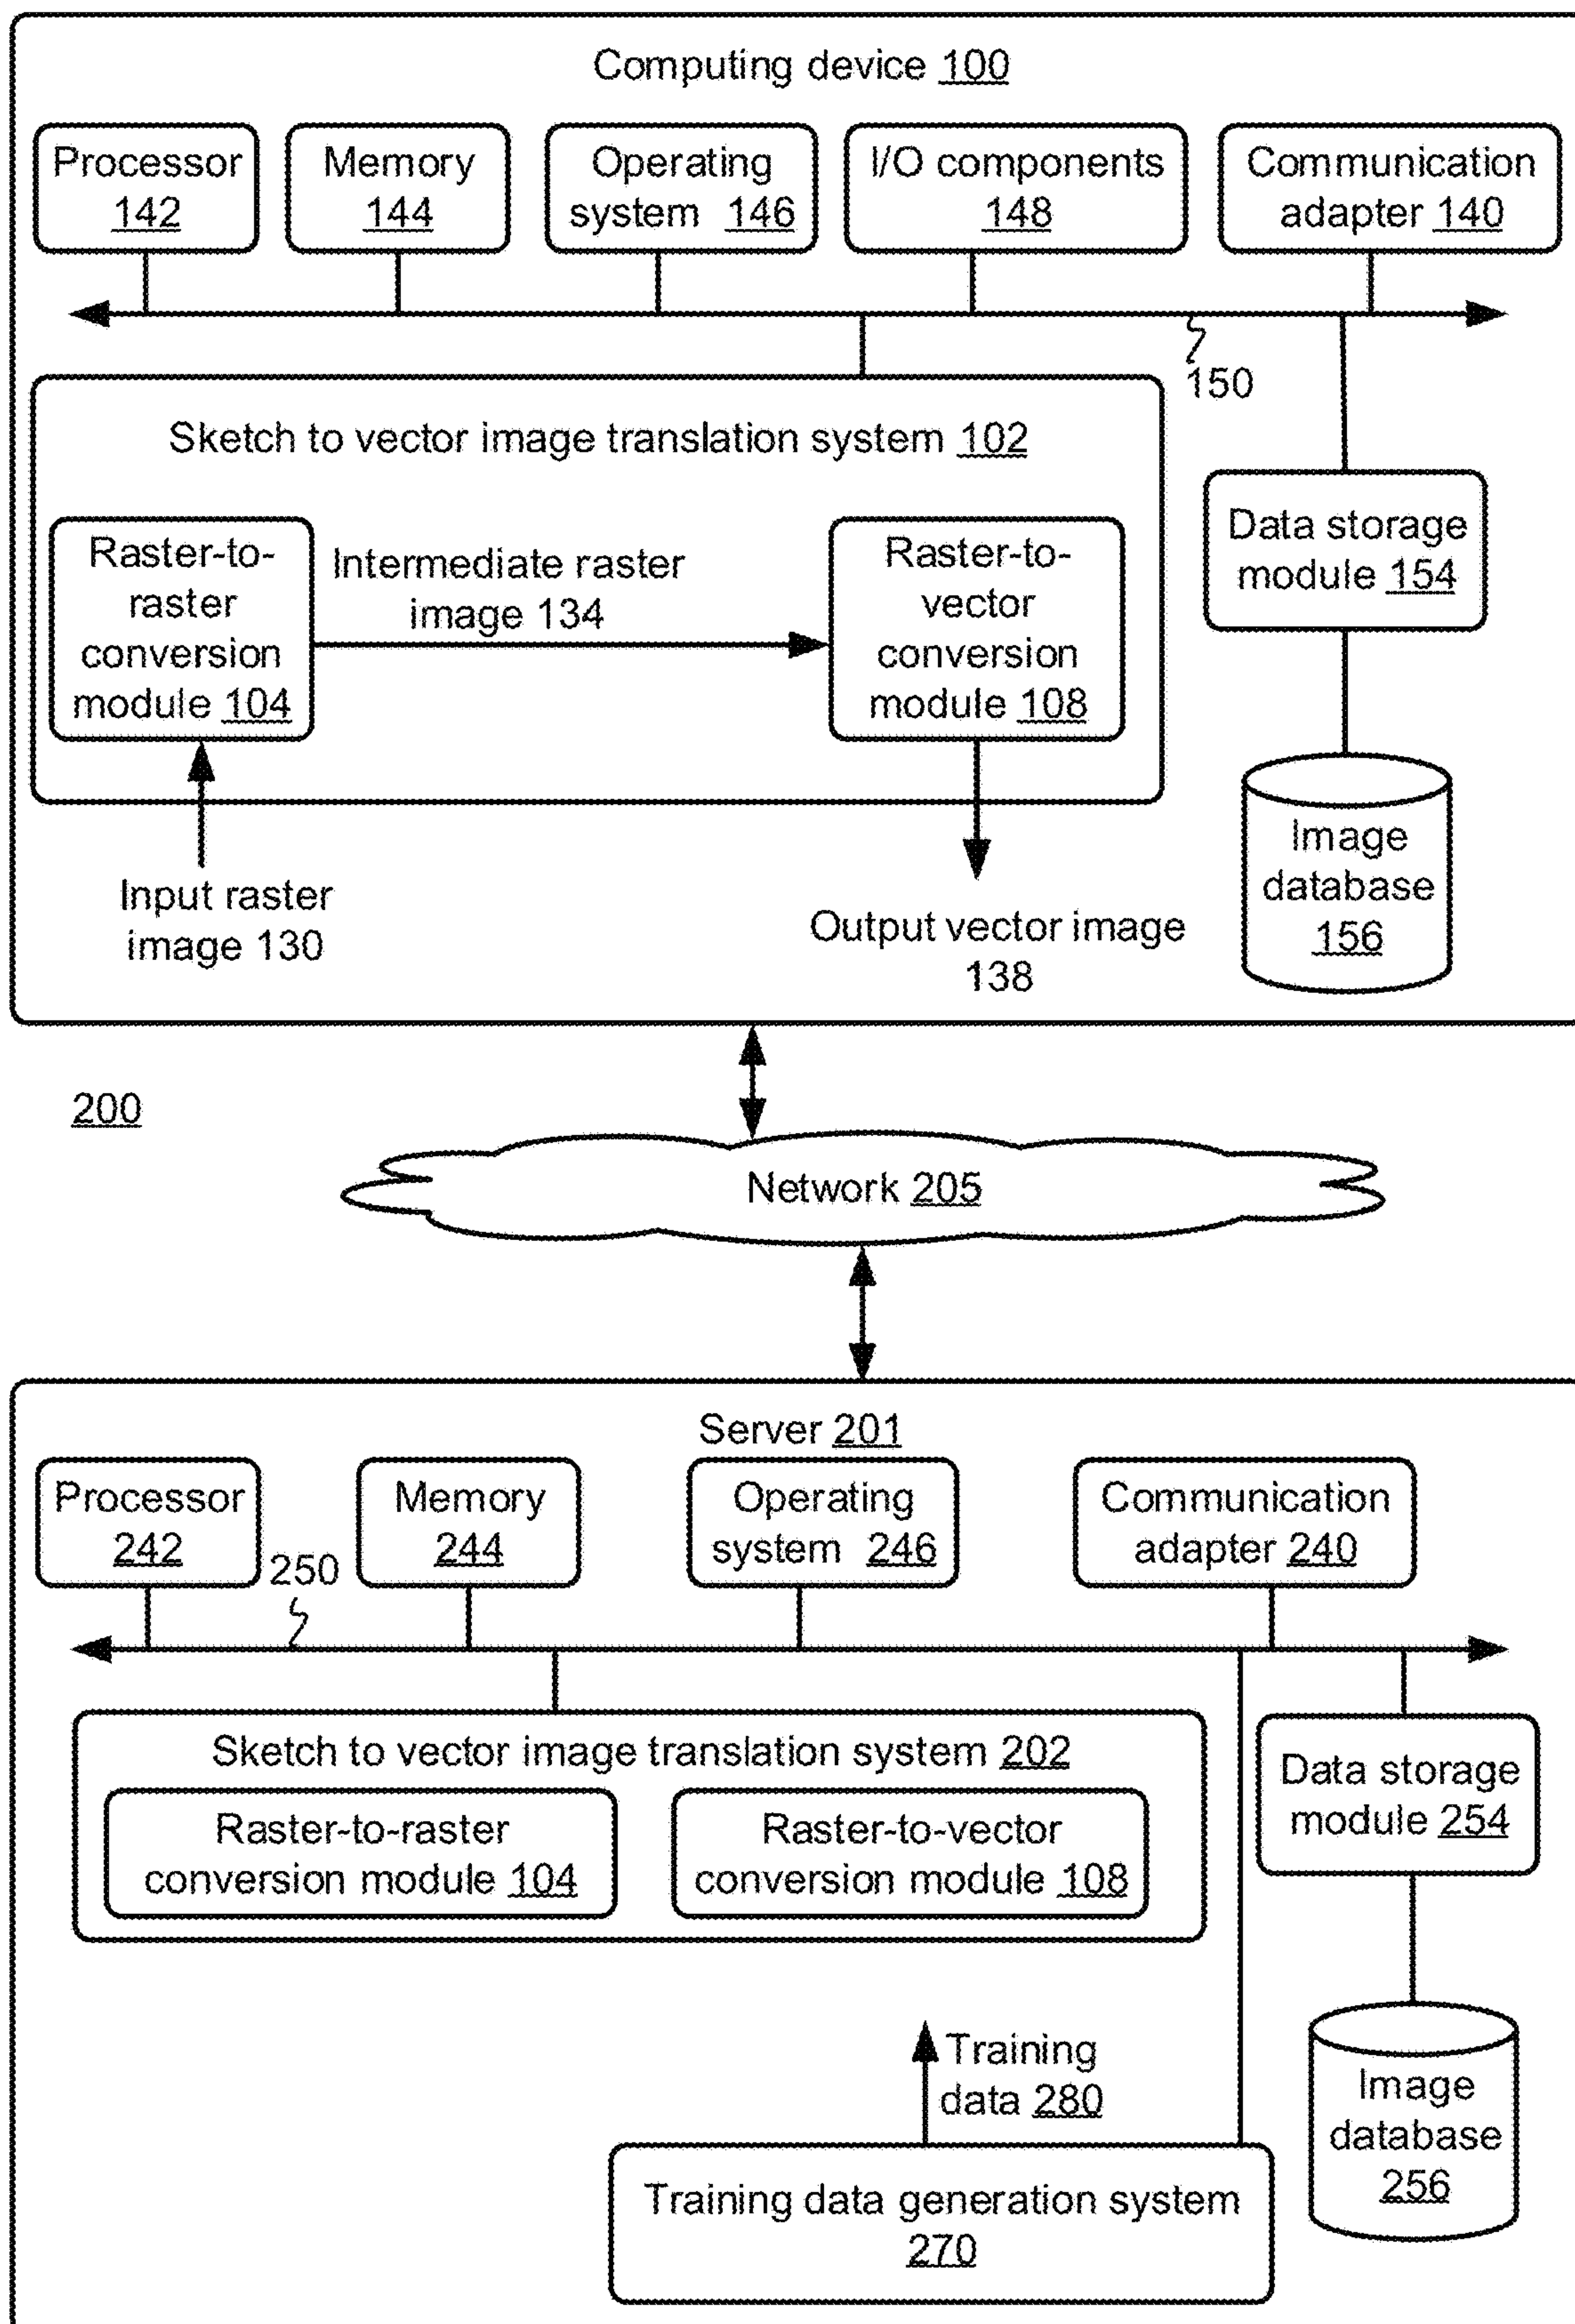 Computing device 100
Processor
142
Memory
144
Operating
system 146
I/O components
148
Communication
adapter 140
150
Sketch to vector image translation system 102
Raster-to-
raster
conversion
module 104
Intermediate raster
image 134
Raster-to-
vector
conversion
module 108
Data storage
module 154
Input raster
image 130
Output vector image
138
Image
database
156
200
Network 205
Server 201
Processor
242
250
Memory
244
Operating
system 246
Communication
adapter 240
Sketch to vector image translation system 202
Raster-to-raster
conversion module 104
Raster-to-vector
conversion module 108
Data storage
module 254
Training
data 280
Image
database
256
Training data generation system
270